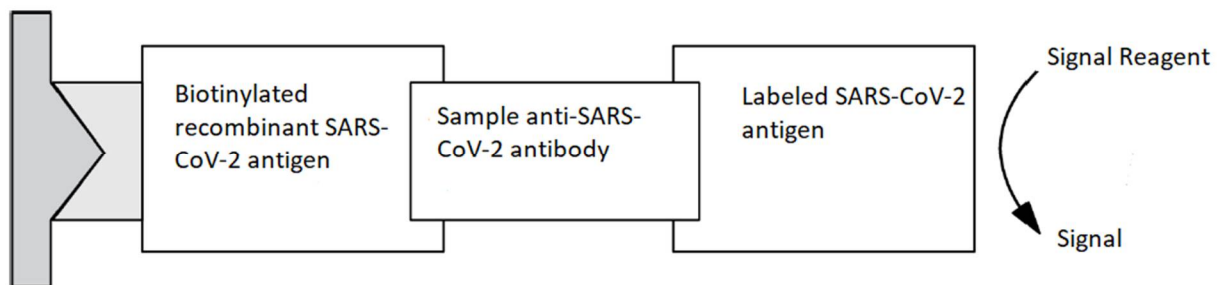 Biotinylated
recombinant SARS-
CoV-2 antigen
Sample anti-SARS-
CoV-2 antibody
Labeled SARS-CoV-2
antigen
Signal Reagent
Signal